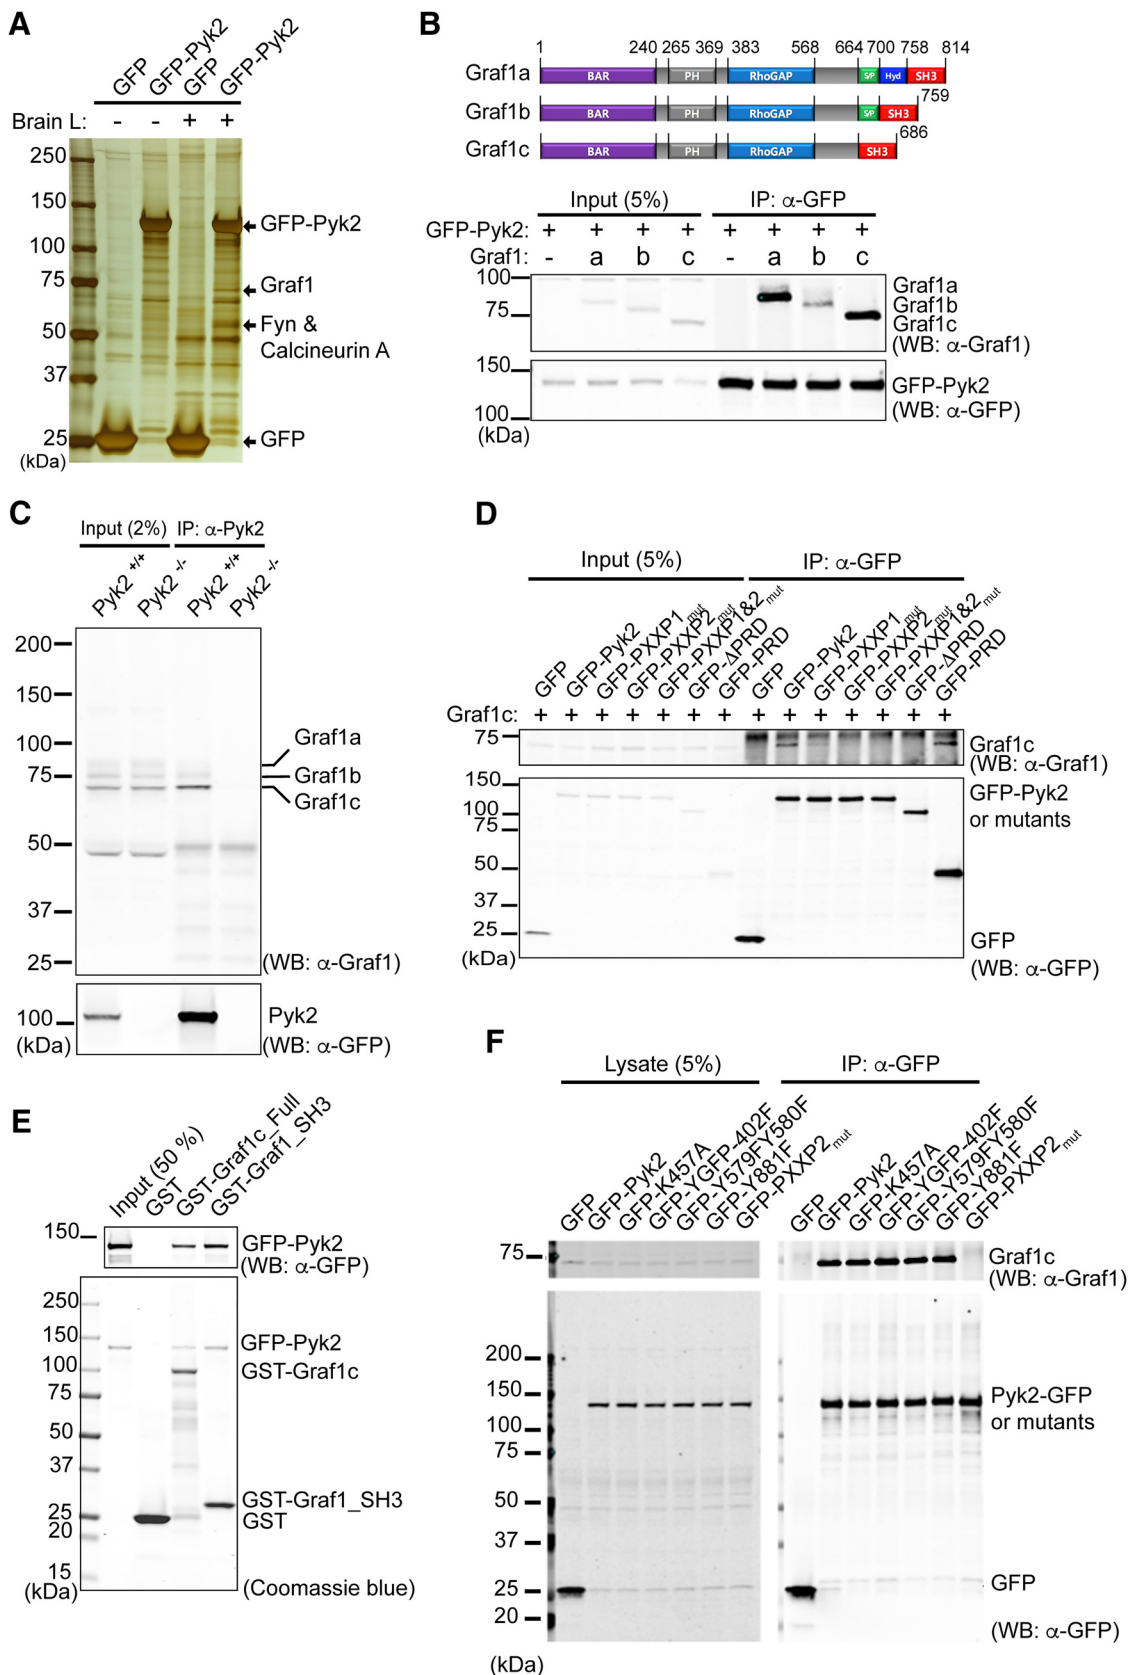 A
GFP
GFP-Pyk2
GFP
GFP-Pyk2
Brain L: - - + +
250
150
100
75
50
37
25
(kDa)
GFP-Pyk2
Graf1
Fyn &
Calcineurin A
GFP
B
1 240 265 369 383 568 664 700 758 814
Graf1a BAR PH RhoGAP S/P Hyd SH3
759
Graf1b BAR PH RhoGAP S/P SH3
686
Graf1c BAR PH RhoGAP SH3
Input (5%) IP: α-GFP
GFP-Pyk2: + + + + + + + +
Graf1: - a b c - a b c
100
75
Graf1a
Graf1b
Graf1c
(WB: α-Graf1)
150
100
(kDa)
GFP-Pyk2
(WB: α-GFP)
C
Input (2%) IP: α-Pyk2
Pyk2 +/+
Pyk2 -/-
Pyk2 +/+
Pyk2 -/-
200
150
100
75
50
37
25
Graf1a
Graf1b
Graf1c
(WB: α-Graf1)
100
(kDa)
Pyk2
(WB: α-GFP)
D
Input (5%) IP: α-GFP
GFP
GFP-Pyk2
GFP-PXXP1mut
GFP-PXXP2mut
GFP-PXXP1&2mut
GFP-ΔPRD
GFP-PRD
GFP
GFP-Pyk2
GFP-PXXP1mut
GFP-PXXP2mut
GFP-PXXP1&2mut
GFP-ΔPRD
GFP-PRD
Graf1c: + + + + + + + + + + + + + +
75
Graf1c
(WB: α-Graf1)
150
100
75
50
37
25
(kDa)
GFP-Pyk2
or mutants
GFP
(WB: α-GFP)
E
Input (50 %)
GST
GST-Graf1c_Full
GST-Graf1_SH3
150
GFP-Pyk2
(WB: α-GFP)
250
150
100
75
50
37
25
20
15
(kDa)
GFP-Pyk2
GST-Graf1c
GST-Graf1_SH3
GST
(Coomassie blue)
F
Lysate (5%) IP: α-GFP
GFP
GFP-Pyk2
GFP-K457A
GFP-YGFP-402F
GFP-Y579FY580F
GFP-Y881F
GFP-PXXP2mut
GFP
GFP-Pyk2
GFP-K457A
GFP-YGFP-402F
GFP-Y579FY580F
GFP-Y881F
GFP-PXXP2mut
75
Graf1c
(WB: α-Graf1)
200
150
100
75
50
37
25
20
(kDa)
Pyk2-GFP
or mutants
GFP
(WB: α-GFP)